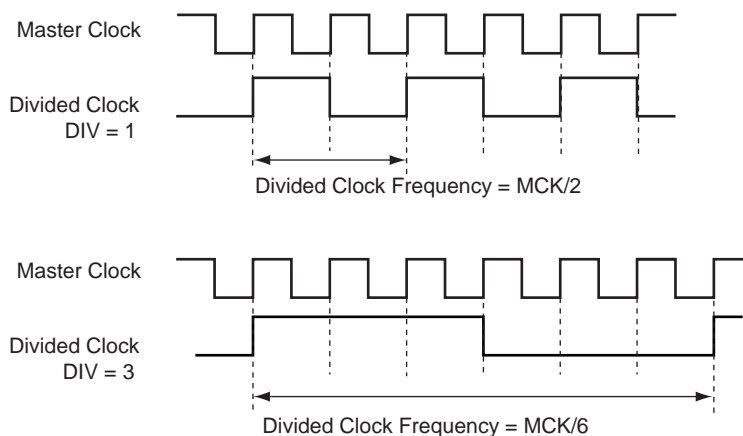 Master Clock
Divided Clock
DIV = 1
Divided Clock Frequency = MCK/2
Master Clock
Divided Clock
DIV = 3
Divided Clock Frequency = MCK/6